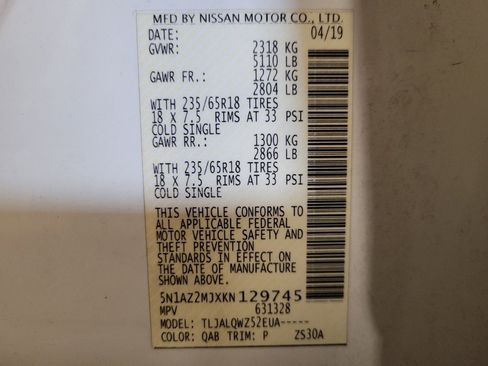 MFD BY NISSAN MOTOR CO., LTD.
DATE: 04/19
GVWR: 2318 KG
5110 LB
GAWR FR.: 1272 KG
2804 LB
WITH 235/65R18 TIRES
18 X 7.5 RIMS AT 33 PSI
COLD SINGLE
GAWR RR.: 1300 KG
2866 LB
WITH 235/65R18 TIRES
18 X 7.5 RIMS AT 33 PSI
COLD SINGLE
THIS VEHICLE CONFORMS TO
ALL APPLICABLE FEDERAL
MOTOR VEHICLE SAFETY AND
THEFT PREVENTION
STANDARDS IN EFFECT ON
THE DATE OF MANUFACTURE
SHOWN ABOVE.
5N1AZ2MJXKN129745
MPV 631328
MODEL: TLJALQWZ52EUA-----
COLOR: QAB TRIM: P ZS30A